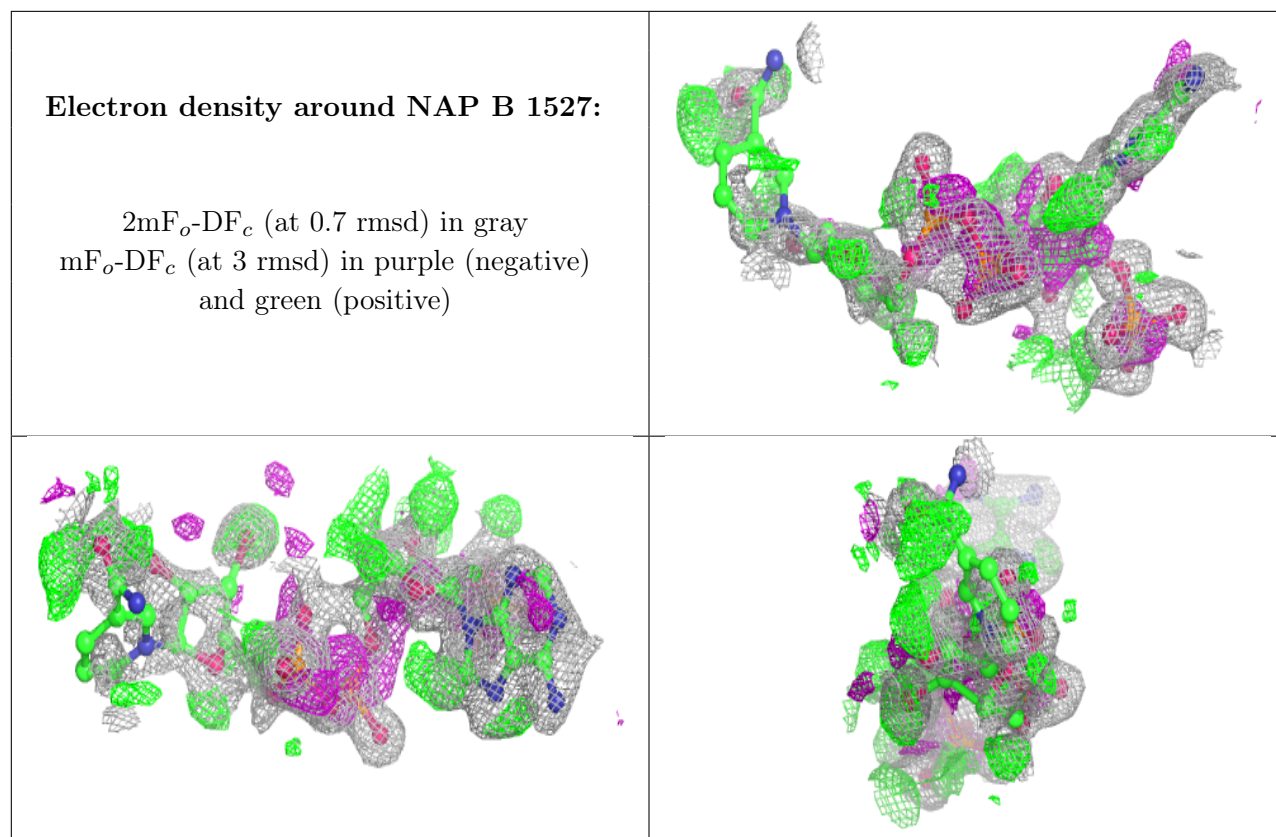 Electron density around NAP B 1527:
2mFo-DFc (at 0.7 rmsd) in gray
mFo-DFc (at 3 rmsd) in purple (negative)
and green (positive)